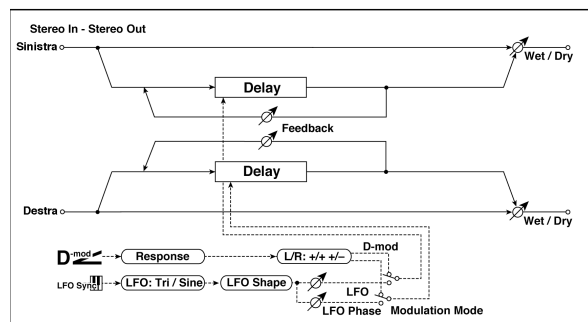 Stereo In - Stereo Out
Sinistra
Wet / Dry
Delay
Feedback
Delay
Destra
Wet / Dry
D-mod
D-mod
Response
L/R: +/+ +/–
LFO Sync
LFO: Tri / Sine
LFO Shape
LFO
LFO Phase
Modulation Mode